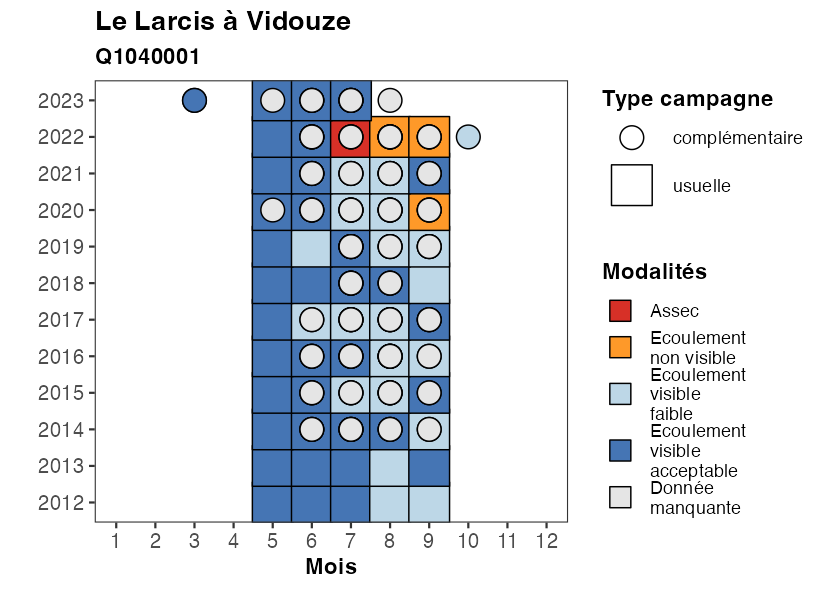 Le Larcis à Vidouze
Q1040001
2023
2022
2021
2020
2019
2018
2017
2016
2015
2014
2013
2012
1 2 3 4 5 6 7 8 9 10 11 12
Mois
Type campagne
complémentaire
usuelle
Modalités
Assec
Ecoulement
non visible
Ecoulement
visible
faible
Ecoulement
visible
acceptable
Donnée
manquante